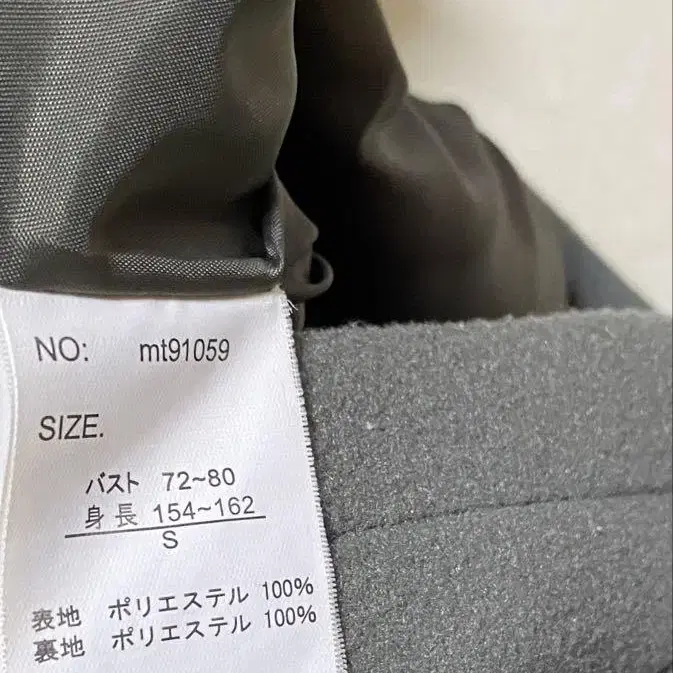 NO: mt91059
SIZE.
バスト 72~80
身長 154~162
S
表地 ポリエステル 100%
裏地 ポリエステル 100%